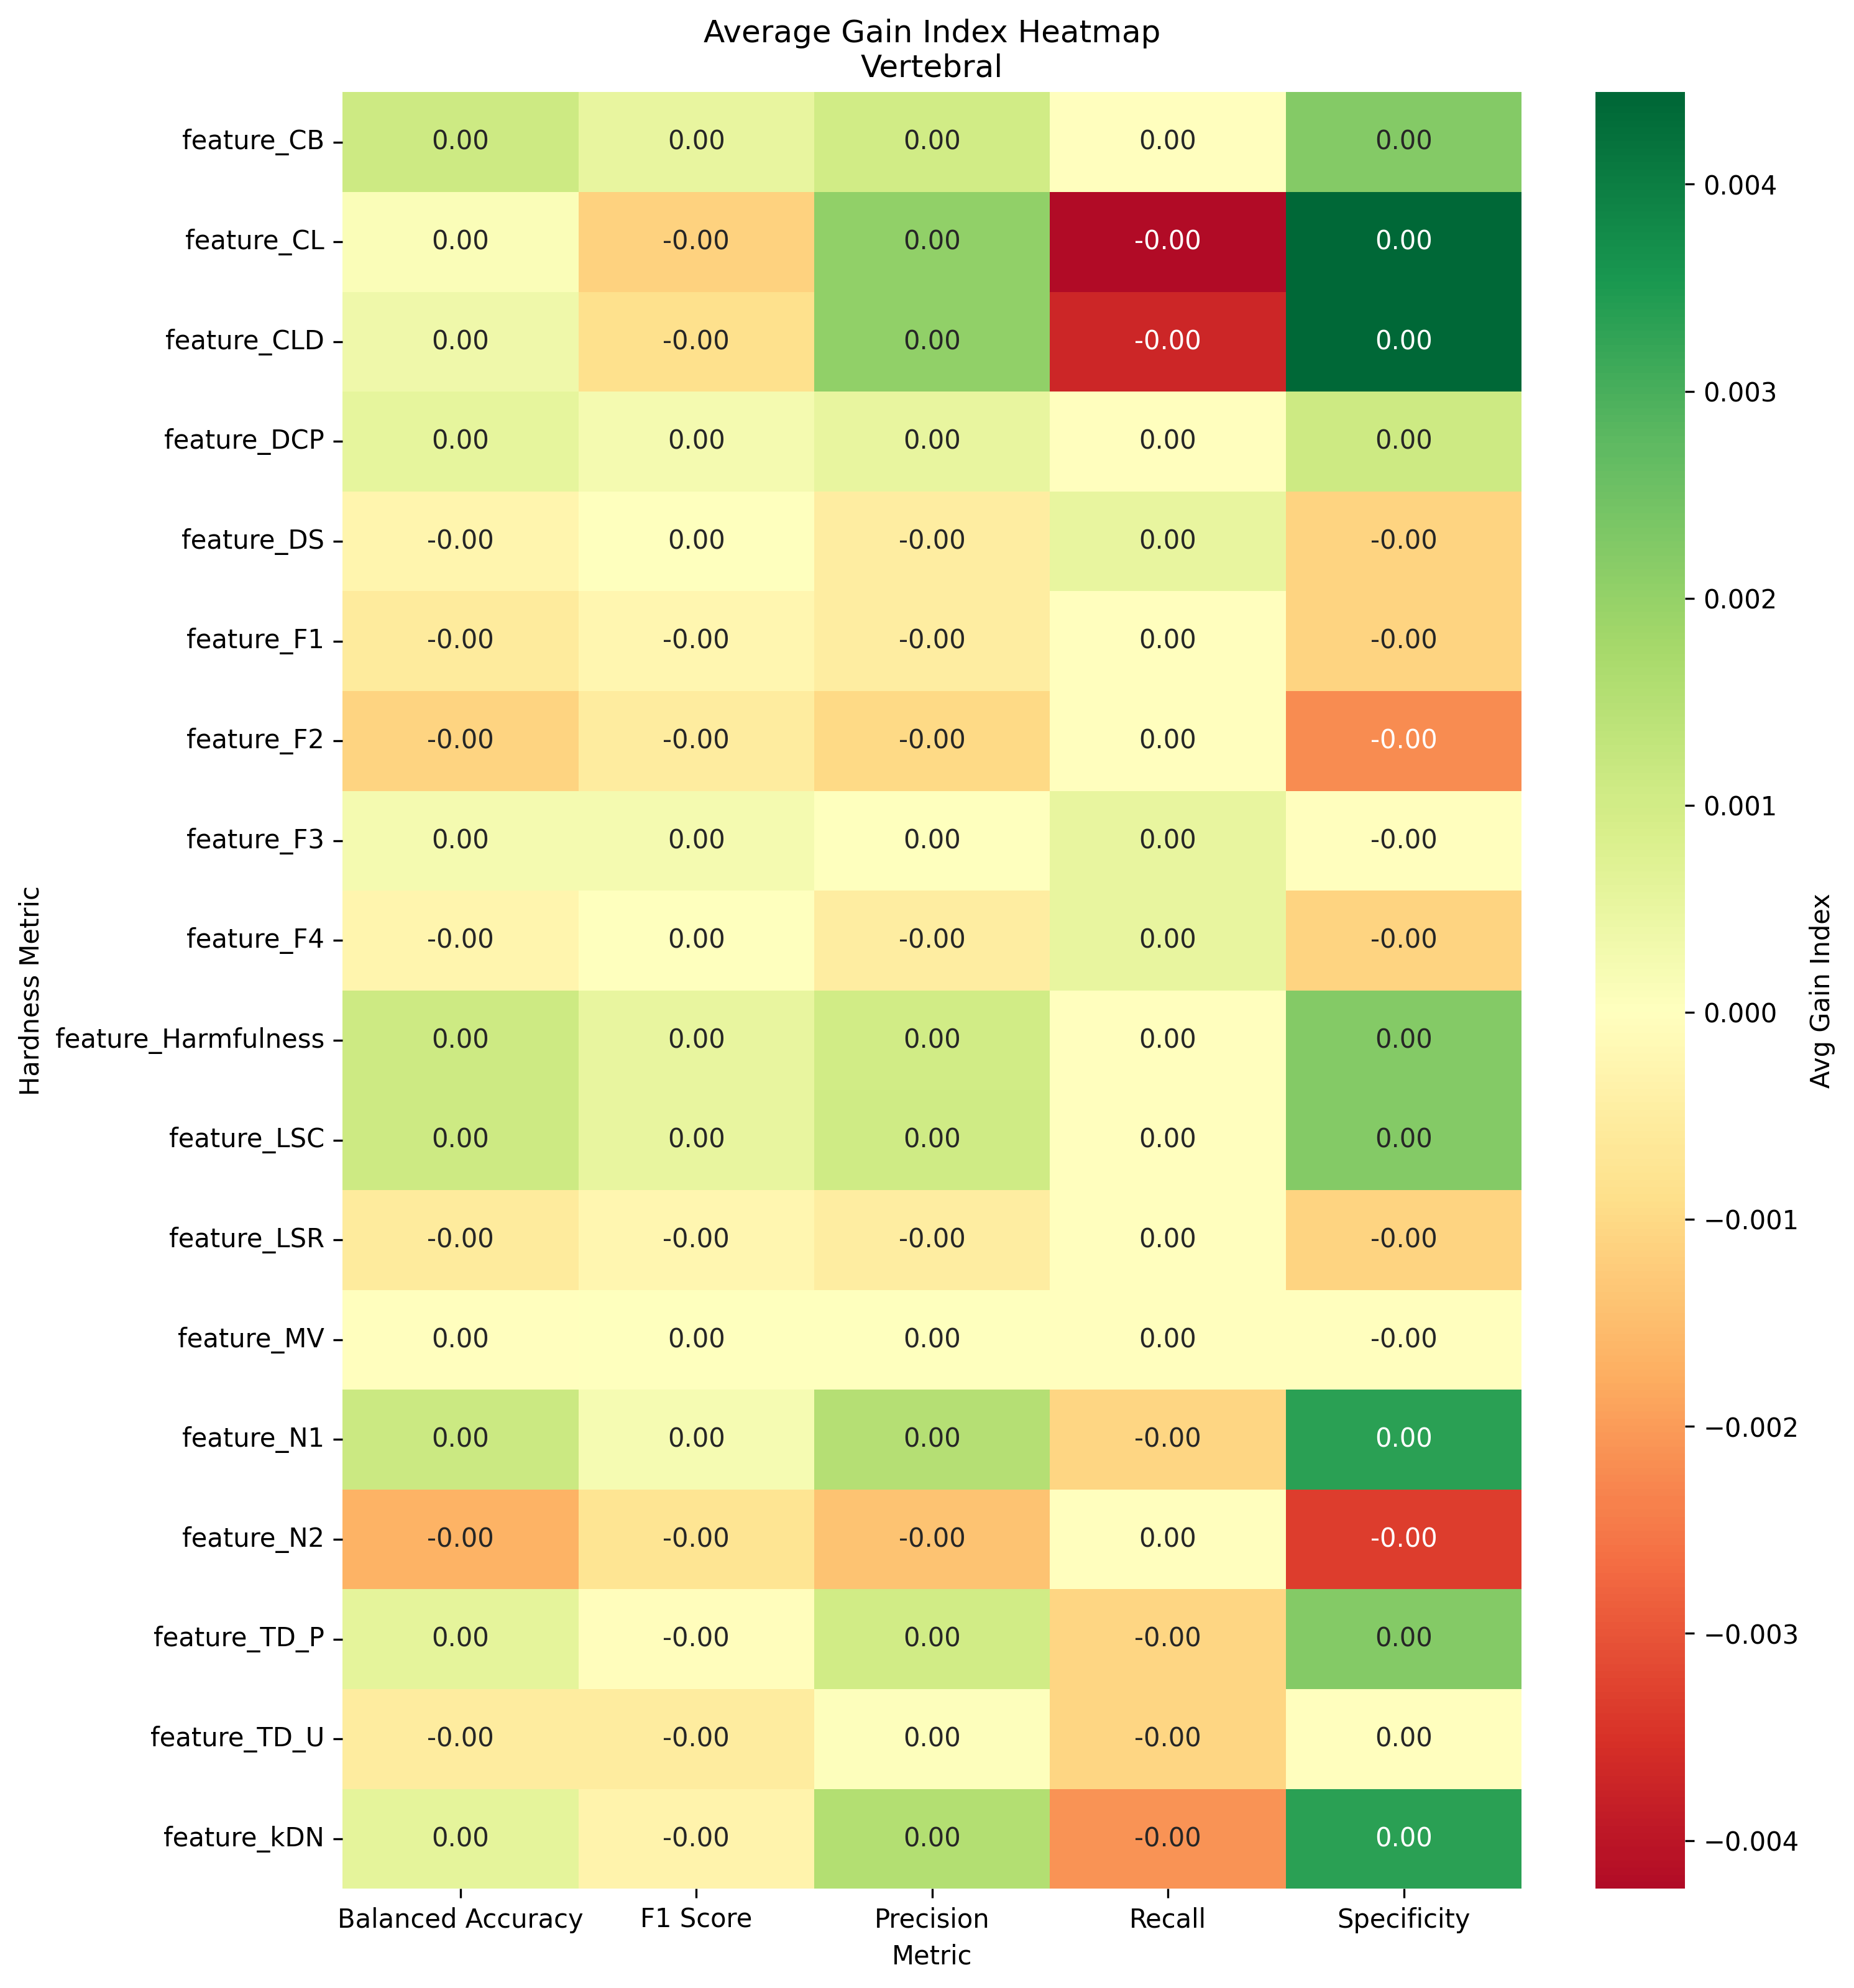 Average Gain Index Heatmap
Vertebral
Hardness Metric
feature_CB 0.00 0.00 0.00 0.00 0.00
feature_CL 0.00 -0.00 0.00 -0.00 0.00
feature_CLD 0.00 -0.00 0.00 -0.00 0.00
feature_DCP 0.00 0.00 0.00 0.00 0.00
feature_DS -0.00 0.00 -0.00 0.00 -0.00
feature_F1 -0.00 -0.00 -0.00 0.00 -0.00
feature_F2 -0.00 -0.00 -0.00 0.00 -0.00
feature_F3 0.00 0.00 0.00 0.00 -0.00
feature_F4 -0.00 0.00 -0.00 0.00 -0.00
feature_Harmfulness 0.00 0.00 0.00 0.00 0.00
feature_LSC 0.00 0.00 0.00 0.00 0.00
feature_LSR -0.00 -0.00 -0.00 0.00 -0.00
feature_MV 0.00 0.00 0.00 0.00 -0.00
feature_N1 0.00 0.00 0.00 -0.00 0.00
feature_N2 -0.00 -0.00 -0.00 0.00 -0.00
feature_TD_P 0.00 -0.00 0.00 -0.00 0.00
feature_TD_U -0.00 -0.00 0.00 -0.00 0.00
feature_kDN 0.00 -0.00 0.00 -0.00 0.00
Balanced Accuracy F1 Score Precision Recall Specificity
Metric
0.004
0.003
0.002
0.001
0.000
−0.001
−0.002
−0.003
−0.004
Avg Gain Index